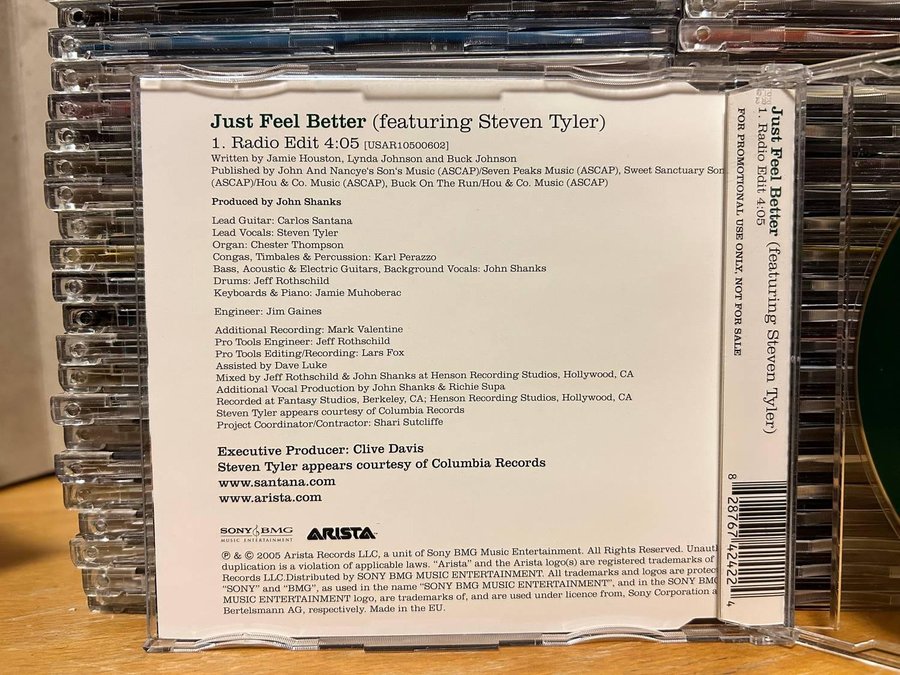 Just Feel Better (featuring Steven Tyler)
1. Radio Edit 4:05 [USAR10500602]
Written by Jamie Houston, Lynda Johnson and Buck Johnson
Published by John And Nancye's Son's Music (ASCAP)/Seven Peaks Music (ASCAP), Sweet Sanctuary Son
(ASCAP)/Hou & Co. Music (ASCAP), Buck On The Run/Hou & Co. Music (ASCAP)
Produced by John Shanks
Lead Guitar: Carlos Santana
Lead Vocals: Steven Tyler
Organ: Chester Thompson
Congas, Timbales & Percussion: Karl Perazzo
Bass, Acoustic & Electric Guitars, Background Vocals: John Shanks
Drums: Jeff Rothschild
Keyboards & Piano: Jamie Muhoberac
Engineer: Jim Gaines
Additional Recording: Mark Valentine
Pro Tools Engineer: Jeff Rothschild
Pro Tools Editing/Recording: Lars Fox
Assisted by Dave Luke
Mixed by Jeff Rothschild & John Shanks at Henson Recording Studios, Hollywood, CA
Additional Vocal Production by John Shanks & Richie Supa
Recorded at Fantasy Studios, Berkeley, CA; Henson Recording Studios, Hollywood, CA
Steven Tyler appears courtesy of Columbia Records
Project Coordinator/Contractor: Shari Sutcliffe
Executive Producer: Clive Davis
Steven Tyler appears courtesy of Columbia Records
www.santana.com
www.arista.com
SONY BMG
MUSIC ENTERTAINMENT
ARISTA
℗ & © 2005 Arista Records LLC, a unit of Sony BMG Music Entertainment. All Rights Reserved. Unaut
duplication is a violation of applicable laws. "Arista" and the Arista logo(s) are registered trademarks of
Records LLC.Distributed by SONY BMG MUSIC ENTERTAINMENT. All trademarks and logos are protec
"SONY" and "BMG", as used in the name "SONY BMG MUSIC ENTERTAINMENT", and in the SONY BMG
MUSIC ENTERTAINMENT logo, are trademarks of, and are used under licence from, Sony Corporation a
Bertelsmann AG, respectively. Made in the EU.
Just Feel Better (featuring Steven Tyler)
1. Radio Edit 4:05
FOR PROMOTIONAL USE ONLY, NOT FOR SALE
8 28767 42422 4